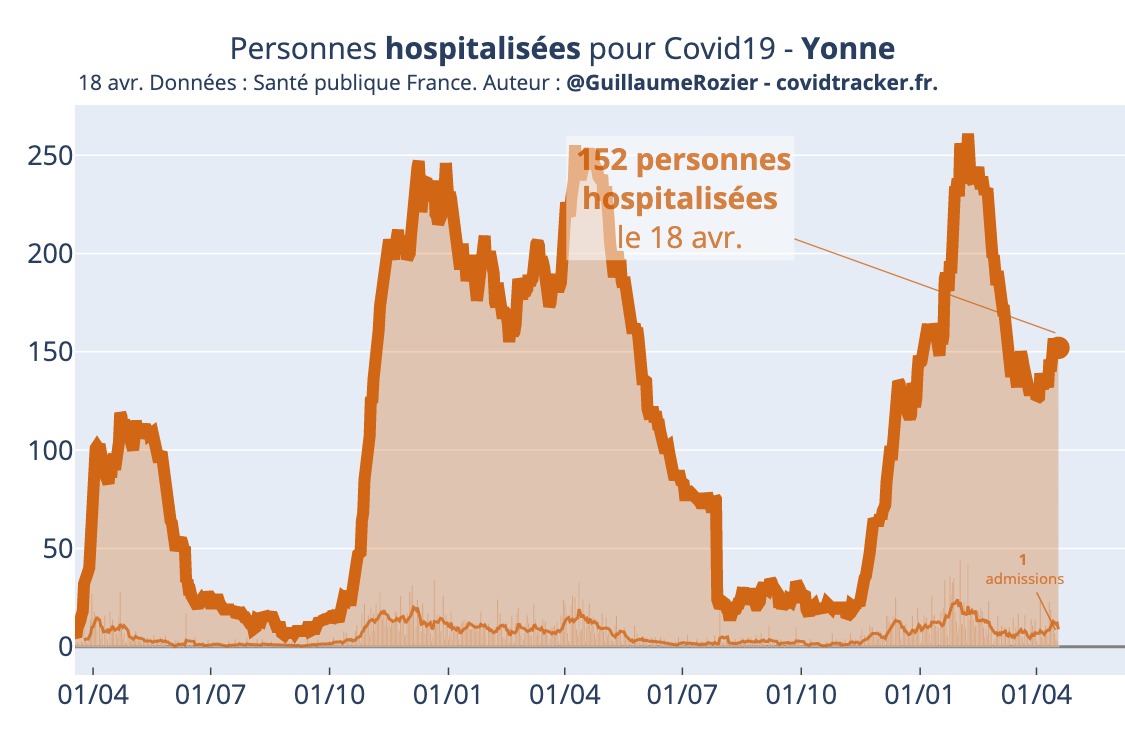 Personnes hospitalisées pour Covid19 - Yonne
18 avr. Données : Santé publique France. Auteur : @GuillaumeRozier - covidtracker.fr.
250
200
150
100
50
0
152 personnes
hospitalisées
le 18 avr.
1
admissions
01/04 01/07 01/10 01/01 01/04 01/07 01/10 01/01 01/04